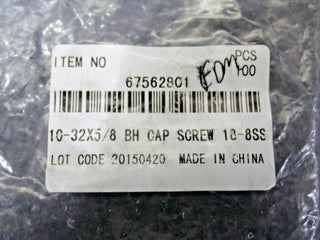 ITEM NO
PCS
67562801
EDM
100
10-32X5/8 BH CAP SCREW 18-8SS
LOT CODE 20150420 MADE IN CHINA